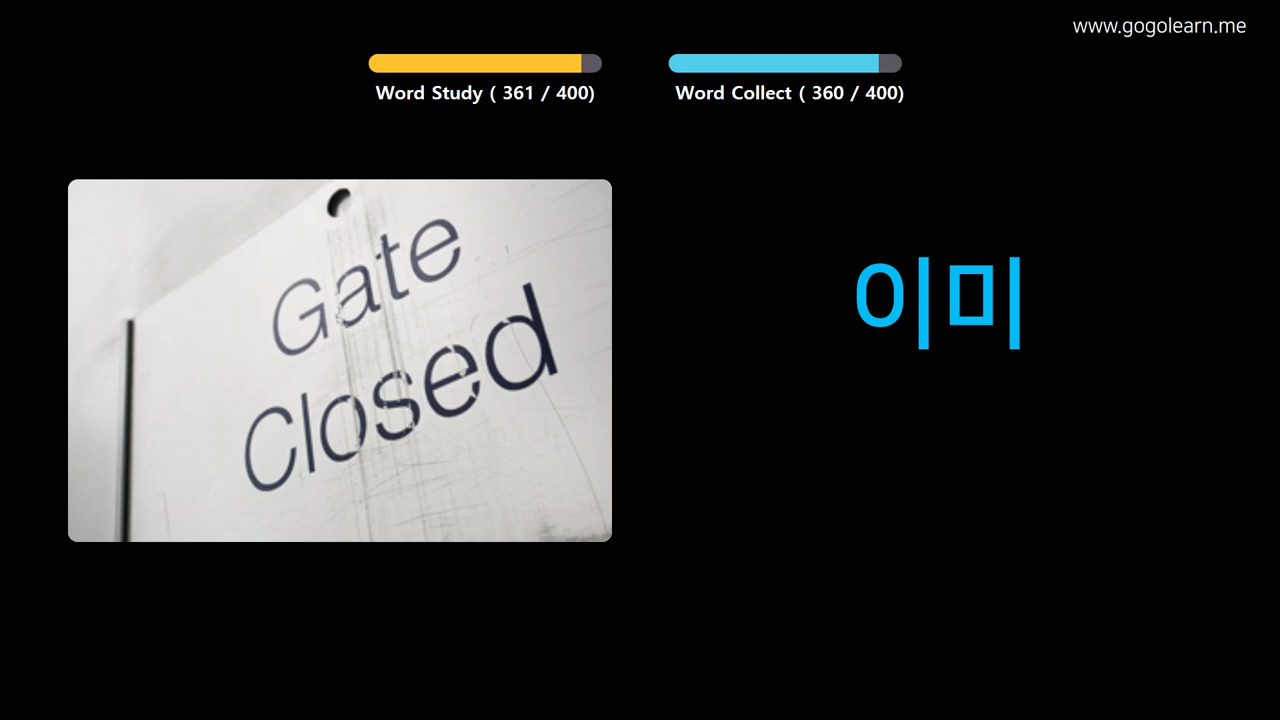 www.gogolearn.me
Word Study ( 361 / 400)
Word Collect ( 360 / 400)
Gate
Closed
이미